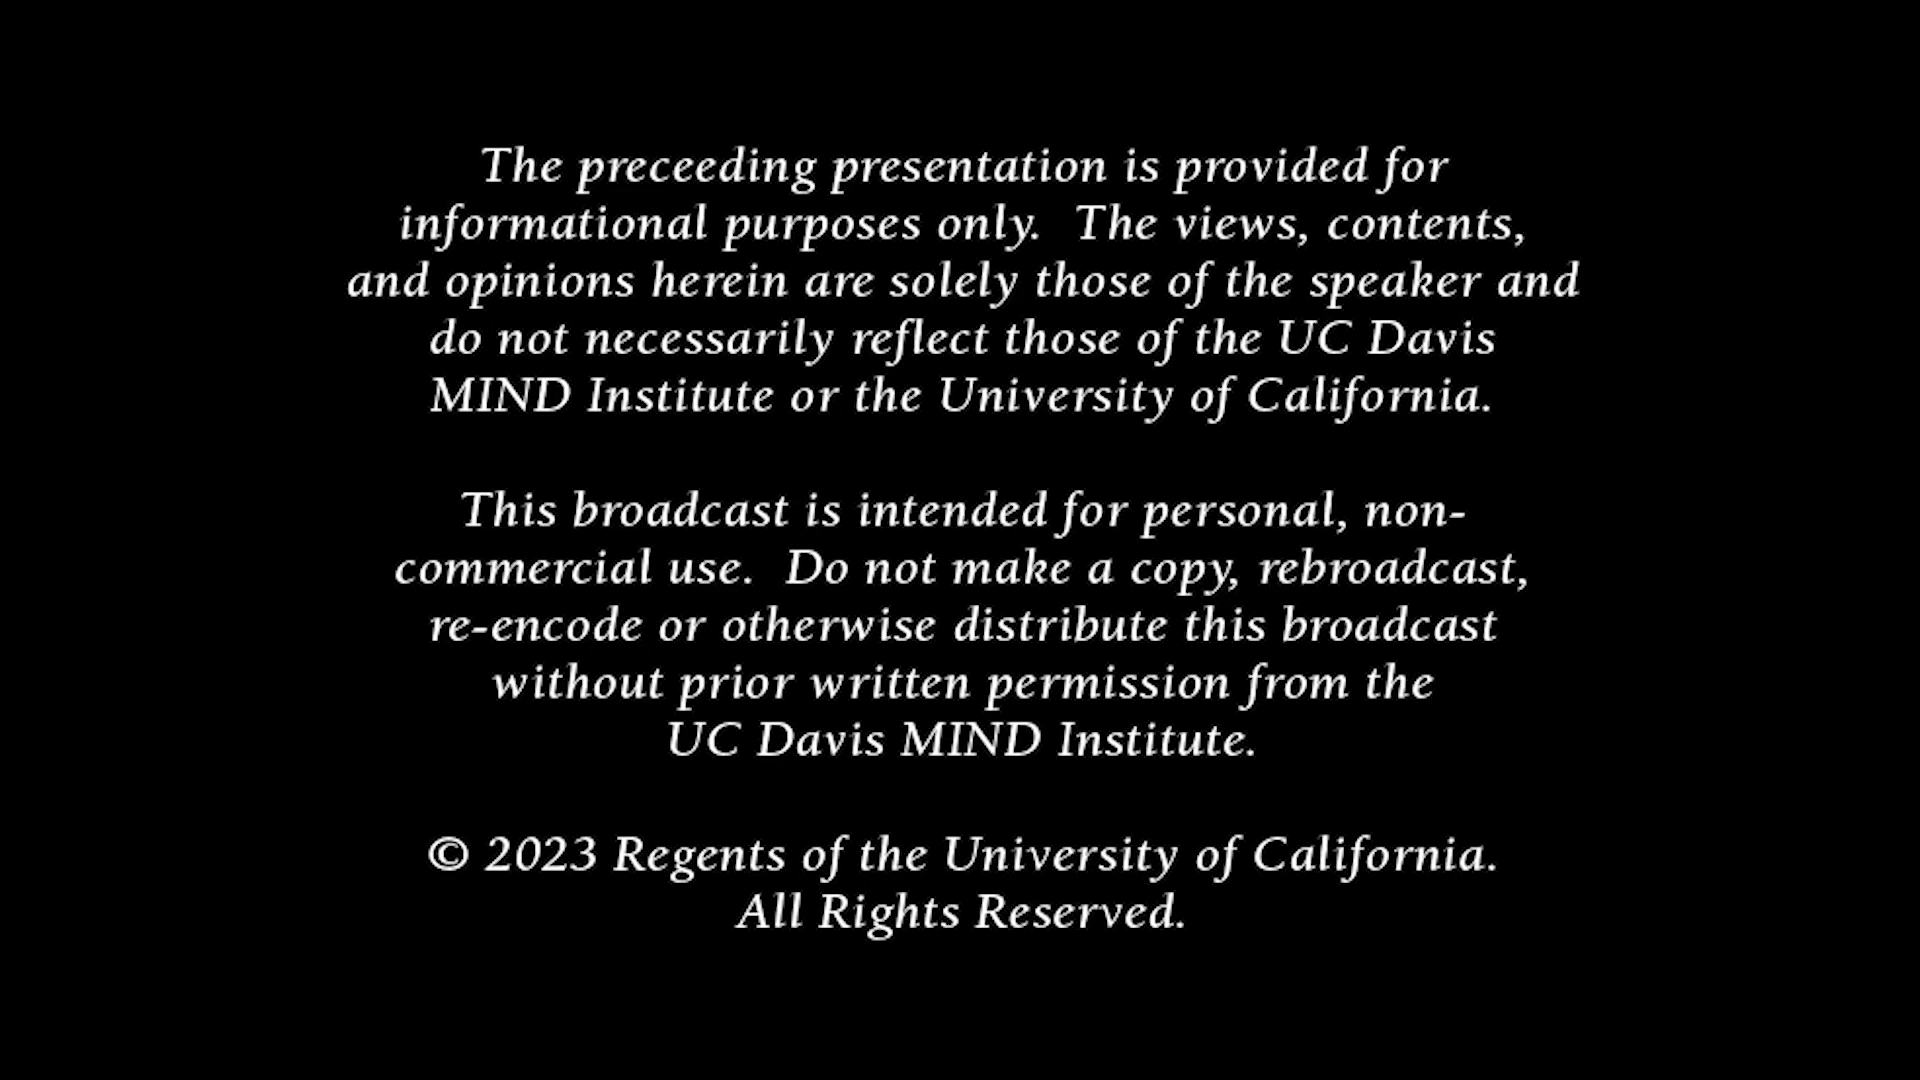 The preceeding presentation is provided for
informational purposes only.  The views, contents,
and opinions herein are solely those of the speaker and
do not necessarily reflect those of the UC Davis
MIND Institute or the University of California.
This broadcast is intended for personal, non-
commercial use.  Do not make a copy, rebroadcast,
re-encode or otherwise distribute this broadcast
without prior written permission from the
UC Davis MIND Institute.
© 2023 Regents of the University of California.
All Rights Reserved.